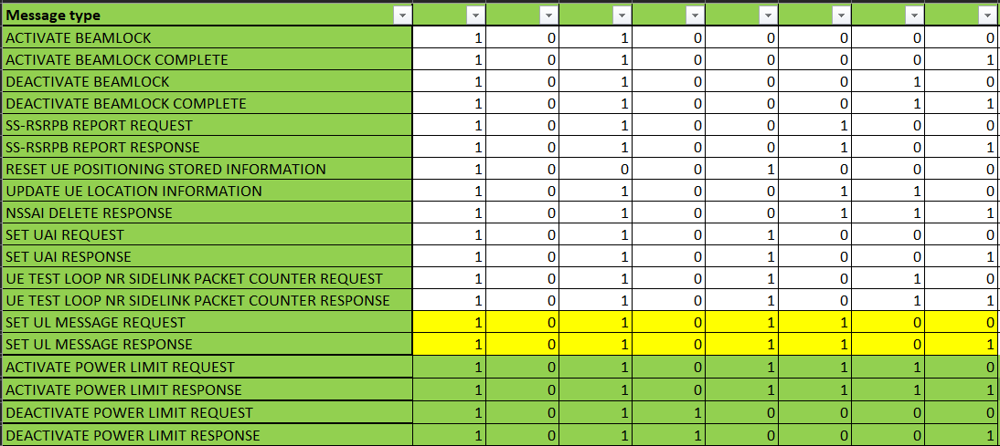 Message type
ACTIVATE BEAMLOCK 1 0 1 0 0 0 0 0
ACTIVATE BEAMLOCK COMPLETE 1 0 1 0 0 0 0 1
DEACTIVATE BEAMLOCK 1 0 1 0 0 0 1 0
DEACTIVATE BEAMLOCK COMPLETE 1 0 1 0 0 0 1 1
SS-RSRPB REPORT REQUEST 1 0 1 0 0 1 0 0
SS-RSRPB REPORT RESPONSE 1 0 1 0 0 1 0 1
RESET UE POSITIONING STORED INFORMATION 1 0 0 0 1 0 0 0
UPDATE UE LOCATION INFORMATION 1 0 1 0 0 1 1 0
NSSAI DELETE RESPONSE 1 0 1 0 0 1 1 1
SET UAI REQUEST 1 0 1 0 1 0 0 0
SET UAI RESPONSE 1 0 1 0 1 0 0 1
UE TEST LOOP NR SIDELINK PACKET COUNTER REQUEST 1 0 1 0 1 0 1 0
UE TEST LOOP NR SIDELINK PACKET COUNTER RESPONSE 1 0 1 0 1 0 1 1
SET UL MESSAGE REQUEST 1 0 1 0 1 1 0 0
SET UL MESSAGE RESPONSE 1 0 1 0 1 1 0 1
ACTIVATE POWER LIMIT REQUEST 1 0 1 0 1 1 1 0
ACTIVATE POWER LIMIT RESPONSE 1 0 1 0 1 1 1 1
DEACTIVATE POWER LIMIT REQUEST 1 0 1 1 0 0 0 0
DEACTIVATE POWER LIMIT RESPONSE 1 0 1 1 0 0 0 1